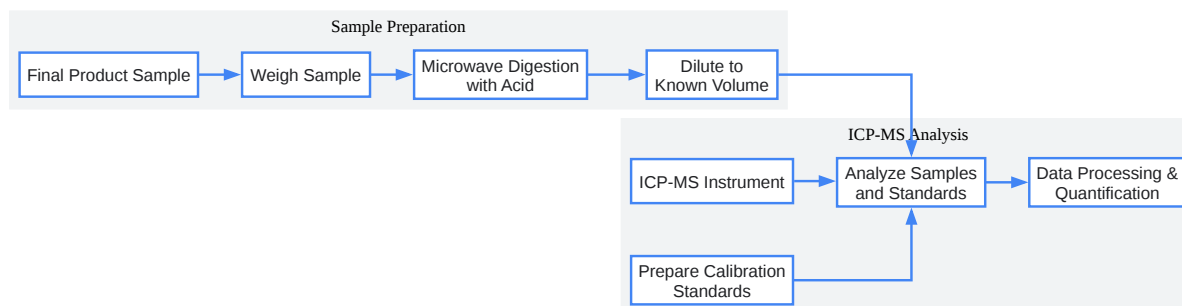 Sample Preparation
Final Product Sample
Weigh Sample
Microwave Digestion
with Acid
Dilute to
Known Volume
ICP-MS Analysis
ICP-MS Instrument
Analyze Samples
and Standards
Data Processing &
Quantification
Prepare Calibration
Standards